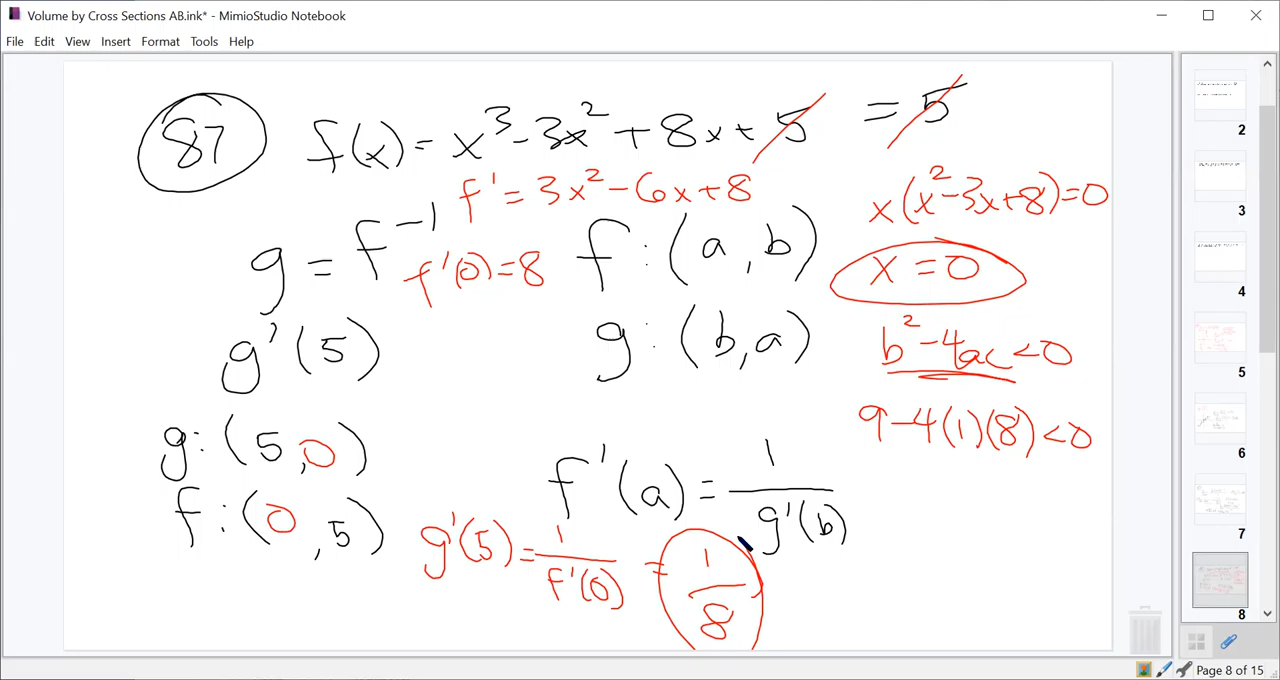 Volume by Cross Sections AB.ink* - MimioStudio Notebook
File Edit View Insert Format Tools Help
87 f(x) = x³ - 3x² + 8x + 5 = 5
f' = 3x² - 6x + 8
x(x² - 3x + 8) = 0
g = f⁻¹
f'(0) = 8
f : (a, b)
x = 0
g'(5)
g : (b, a)
b² - 4ac < 0
9 - 4(1)(8) < 0
g: (5, 0)
f : (0, 5)
f'(a) = 1/g'(b)
g'(5) = 1/f'(0) = 1/8
2
3
4
5
6
7
8
Page 8 of 15